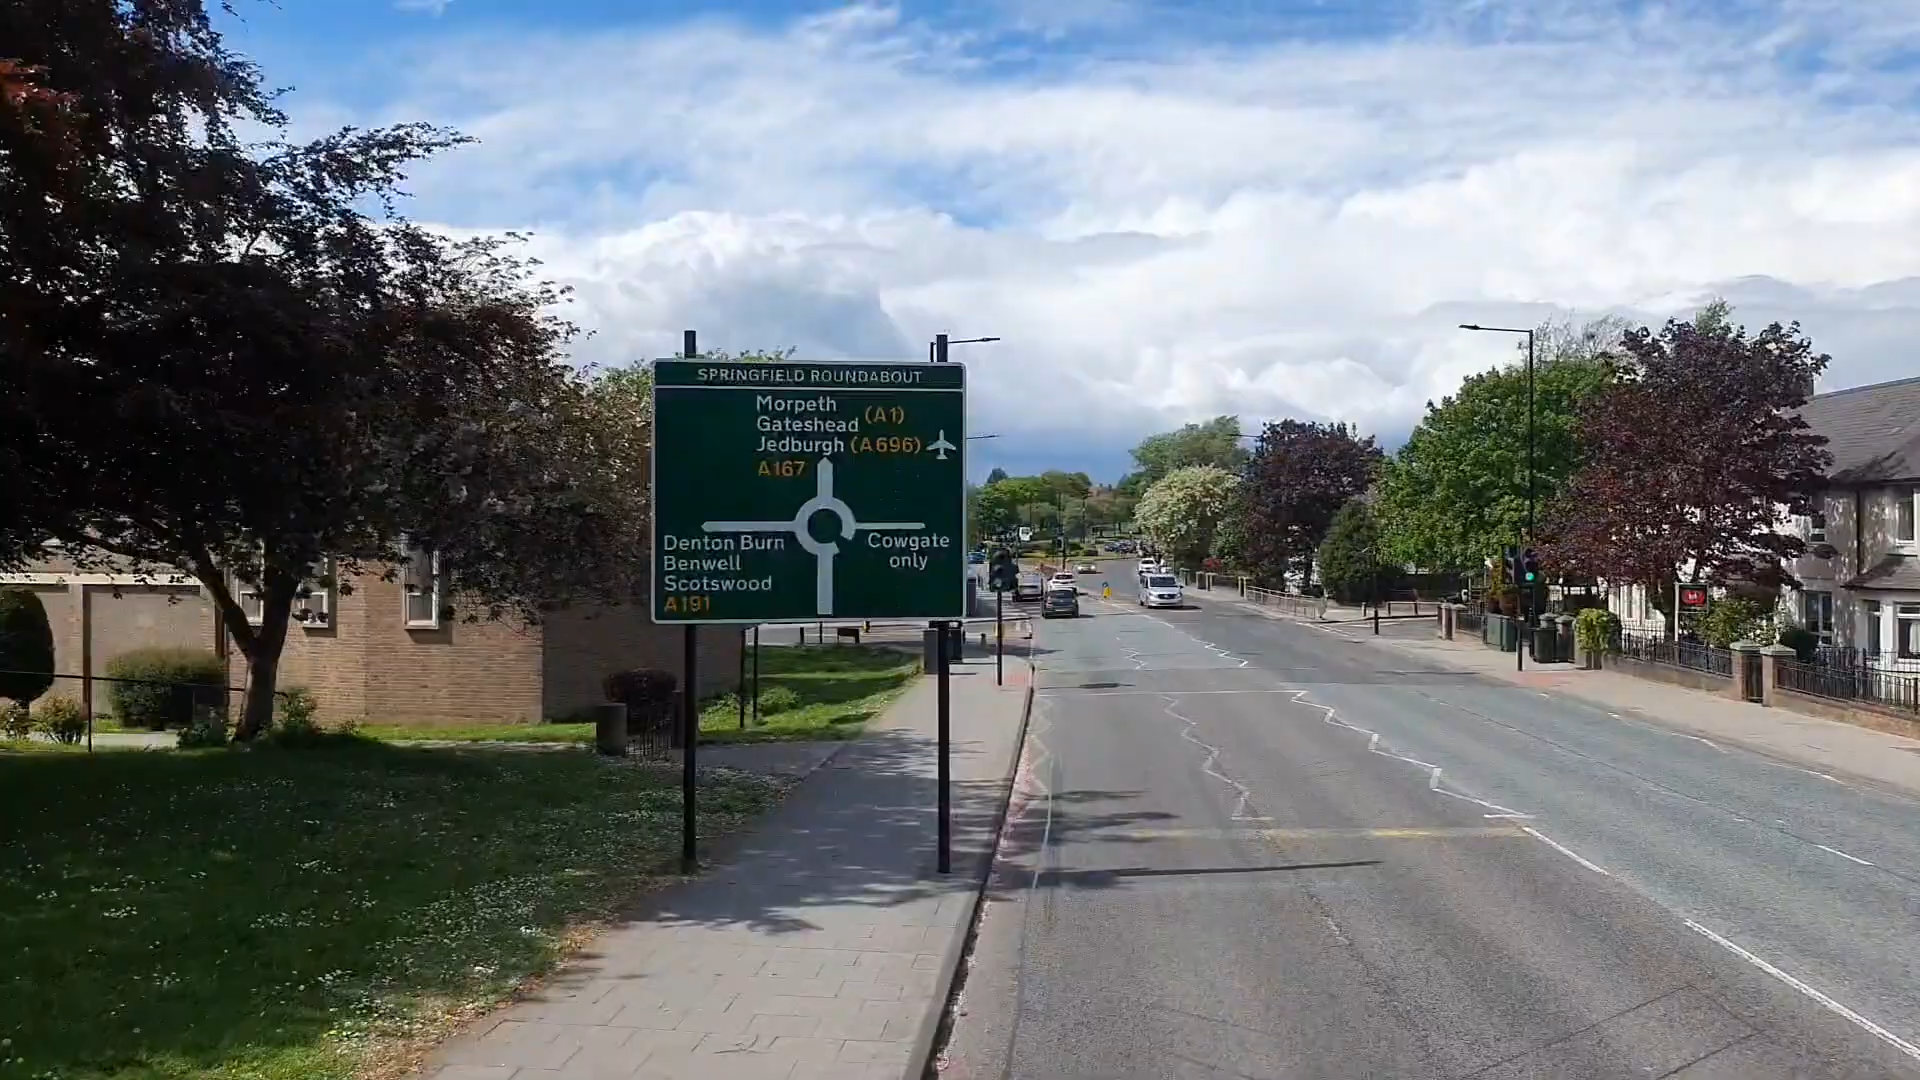 SPRINGFIELD ROUNDABOUT
Morpeth
Gateshead (A1)
Jedburgh (A696)
A167
Denton Burn
Benwell
Scotswood
A191
Cowgate
only